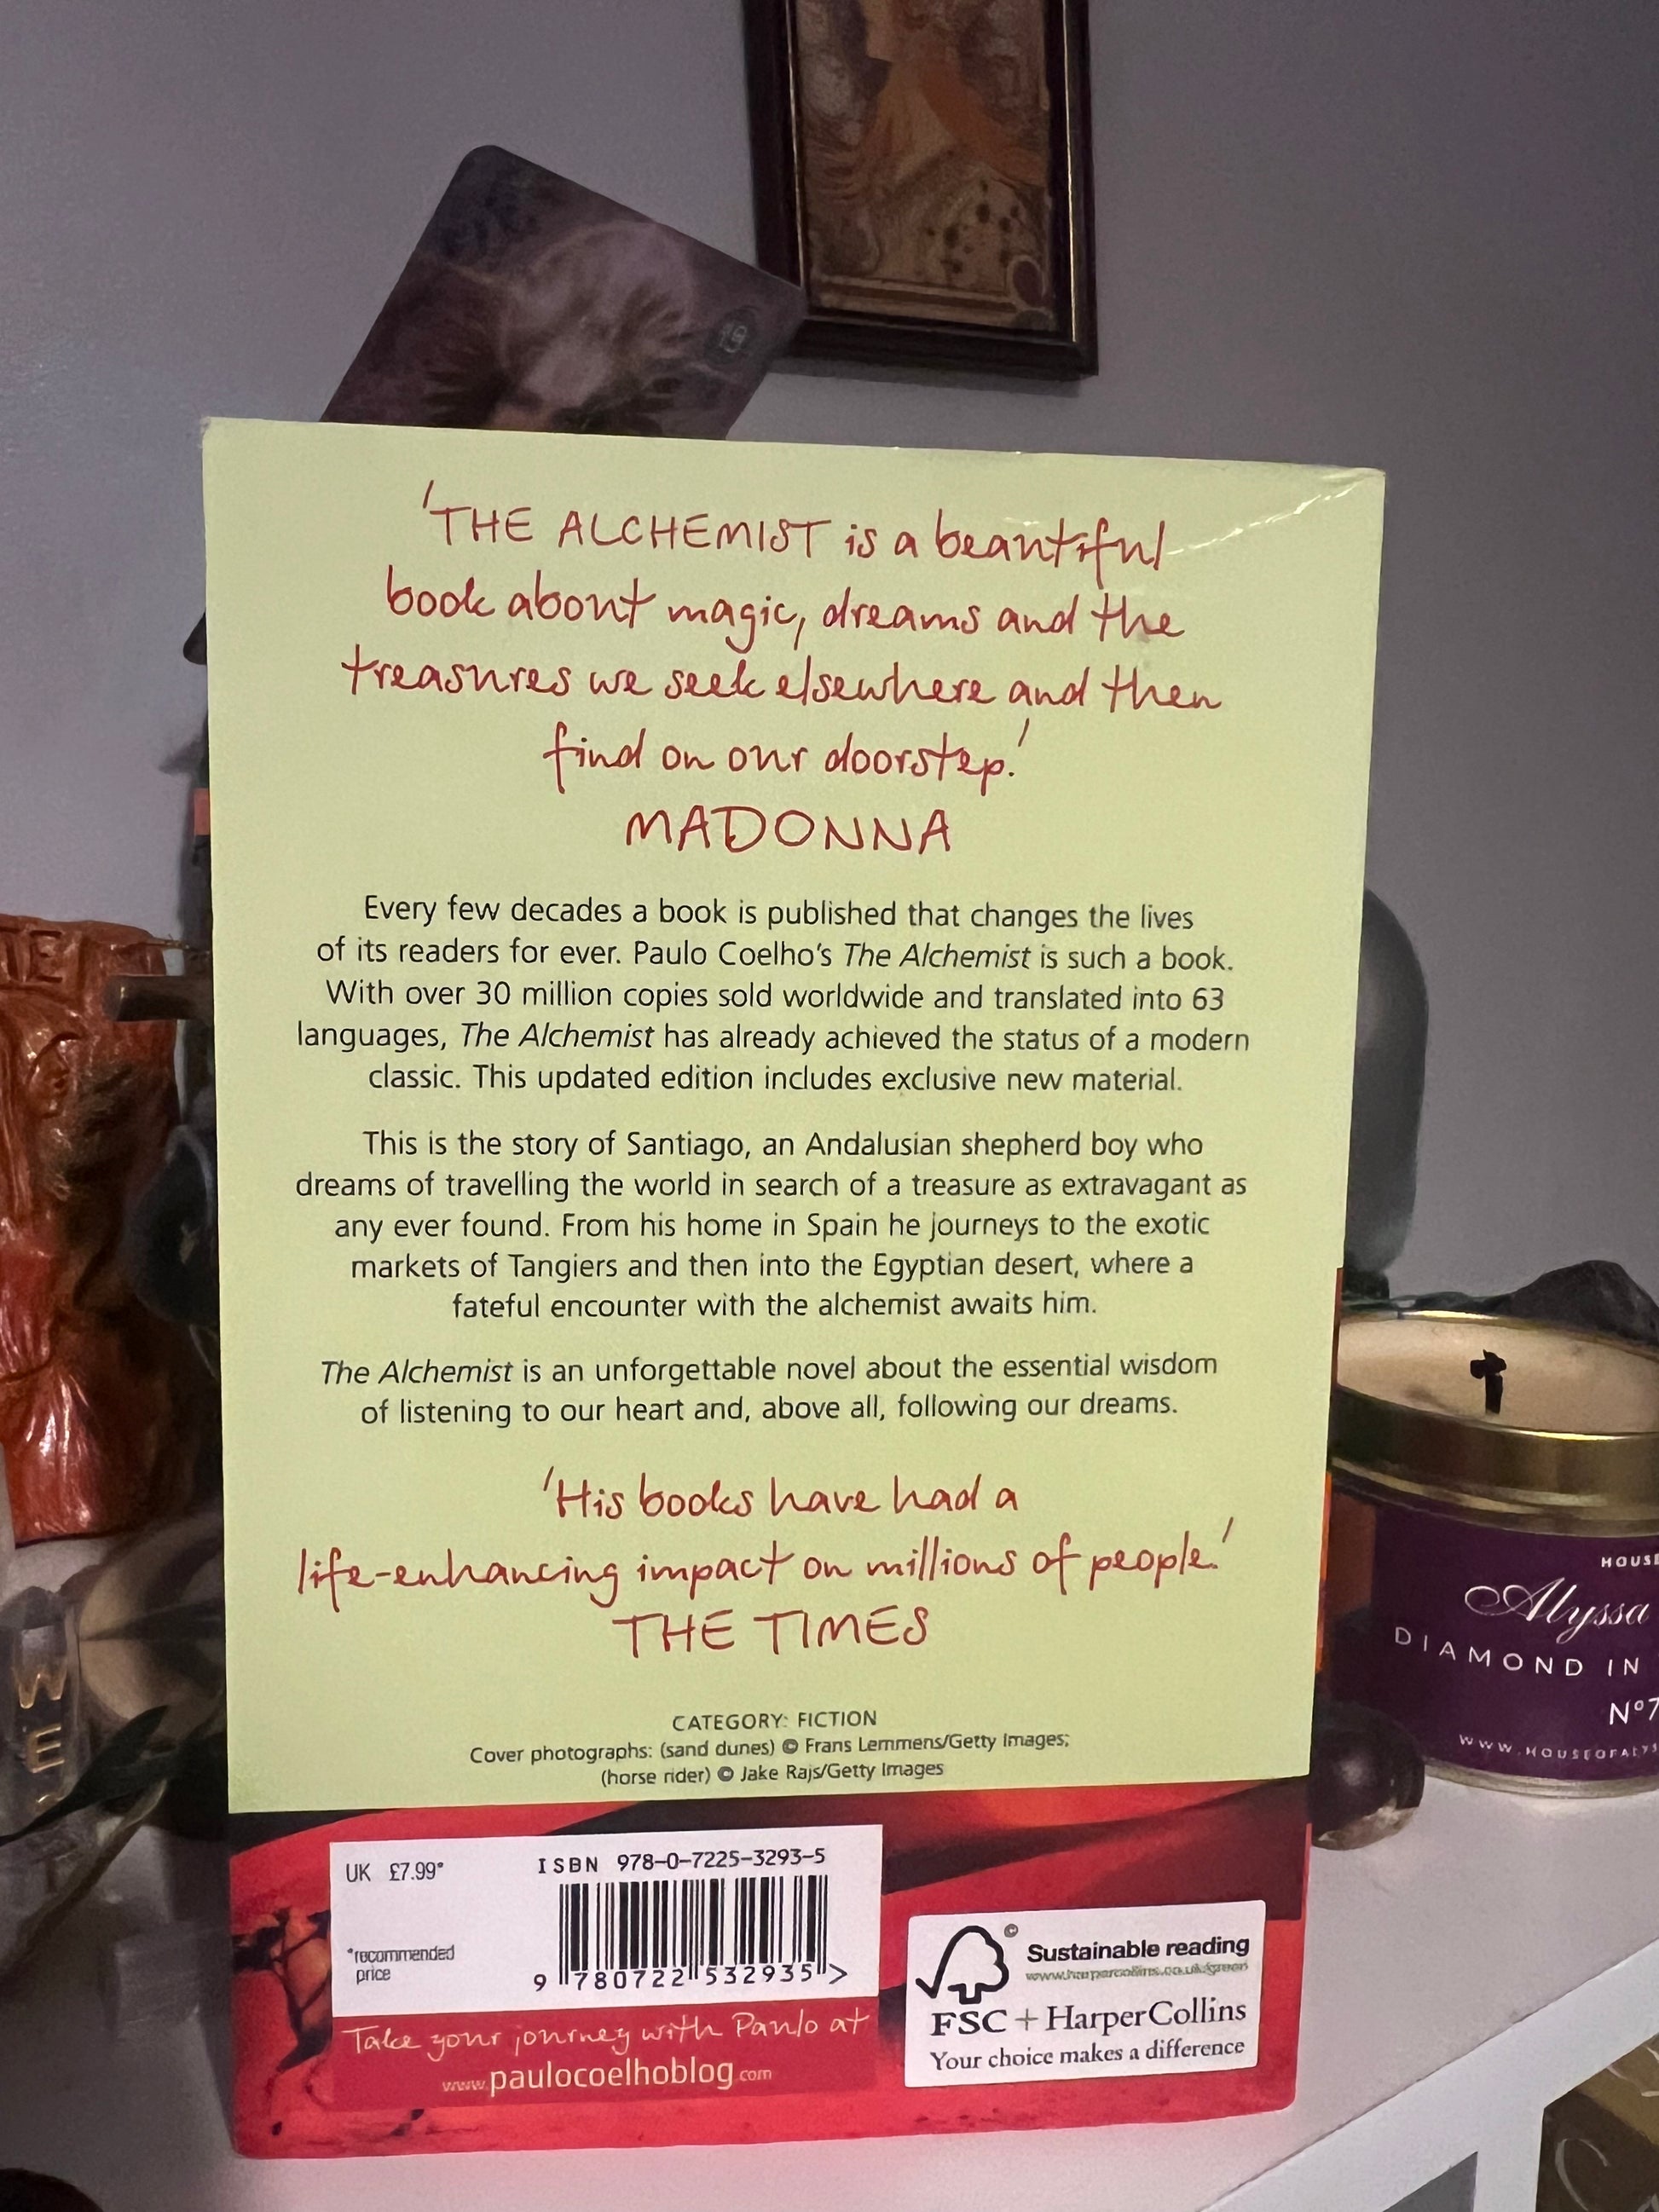 'THE ALCHEMIST is a beautiful
book about magic, dreams and the
treasures we seek elsewhere and then
find on our doorstep.'
MADONNA
Every few decades a book is published that changes the lives
of its readers for ever. Paulo Coelho's The Alchemist is such a book.
With over 30 million copies sold worldwide and translated into 63
languages, The Alchemist has already achieved the status of a modern
classic. This updated edition includes exclusive new material.
This is the story of Santiago, an Andalusian shepherd boy who
dreams of travelling the world in search of a treasure as extravagant as
any ever found. From his home in Spain he journeys to the exotic
markets of Tangiers and then into the Egyptian desert, where a
fateful encounter with the alchemist awaits him.
The Alchemist is an unforgettable novel about the essential wisdom
of listening to our heart and, above all, following our dreams.
'His books have had a
life-enhancing impact on millions of people.'
THE TIMES
CATEGORY: FICTION
Cover photographs: (sand dunes) © Frans Lemmens/Getty Images;
(horse rider) © Jake Rajs/Getty Images
UK £7.99*
*recommended
price
ISBN 978-0-7225-3293-5
9 780722 532935 >
Take your journey with Paulo at
www.paulocoelhoblog.com
©
Sustainable reading
www.harpercollins.co.uk/green
FSC + HarperCollins
Your choice makes a difference
HOUSE
Alyssa
DIAMOND IN
Nº7
W
E